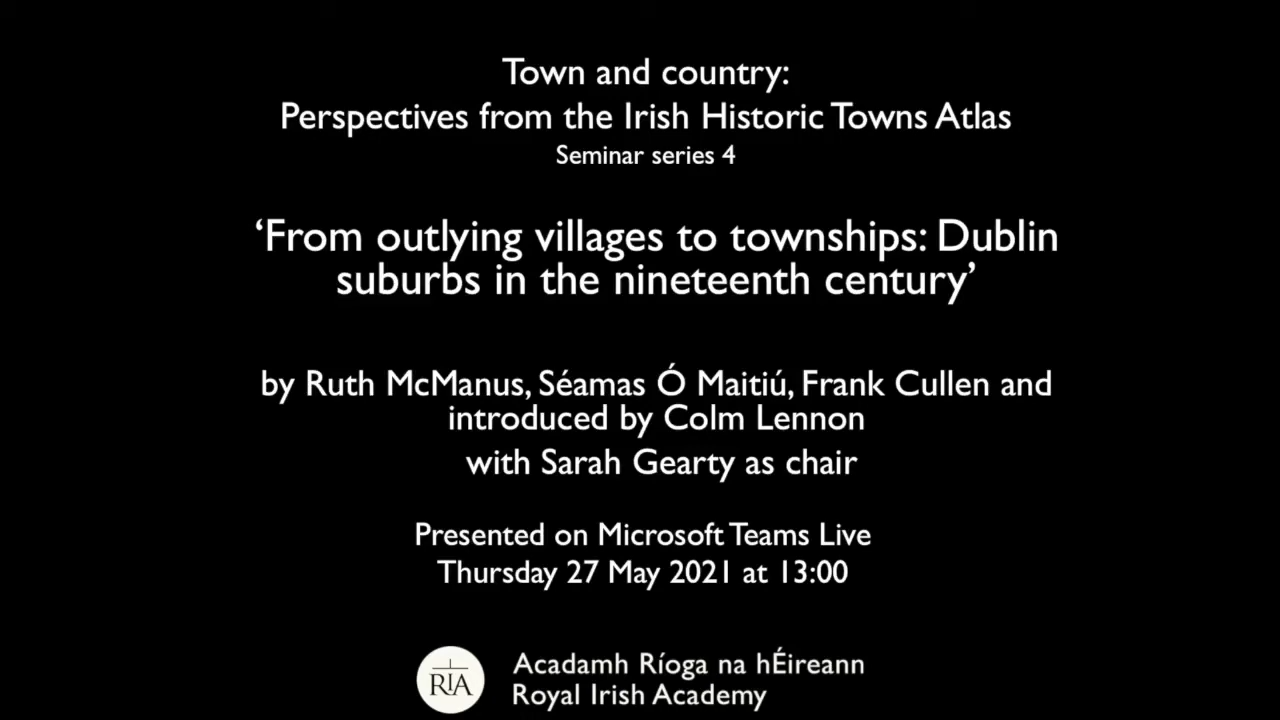 Town and country:
Perspectives from the Irish Historic Towns Atlas
Seminar series 4
‘From outlying villages to townships: Dublin
suburbs in the nineteenth century’
by Ruth McManus, Séamas Ó Maitiú, Frank Cullen and
introduced by Colm Lennon
with Sarah Gearty as chair
Presented on Microsoft Teams Live
Thursday 27 May 2021 at 13:00
RIA
Acadamh Ríoga na hÉireann
Royal Irish Academy